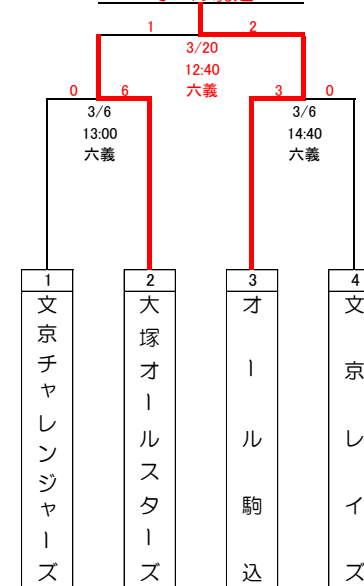 1 2
3/20
12:40
六義
0 6
3 0
3/6
13:00
六義
3/6
14:40
六義
1 2 3 4
文京チャレンジャーズ
大塚オールスターズ
オール駒込
文京レイズ